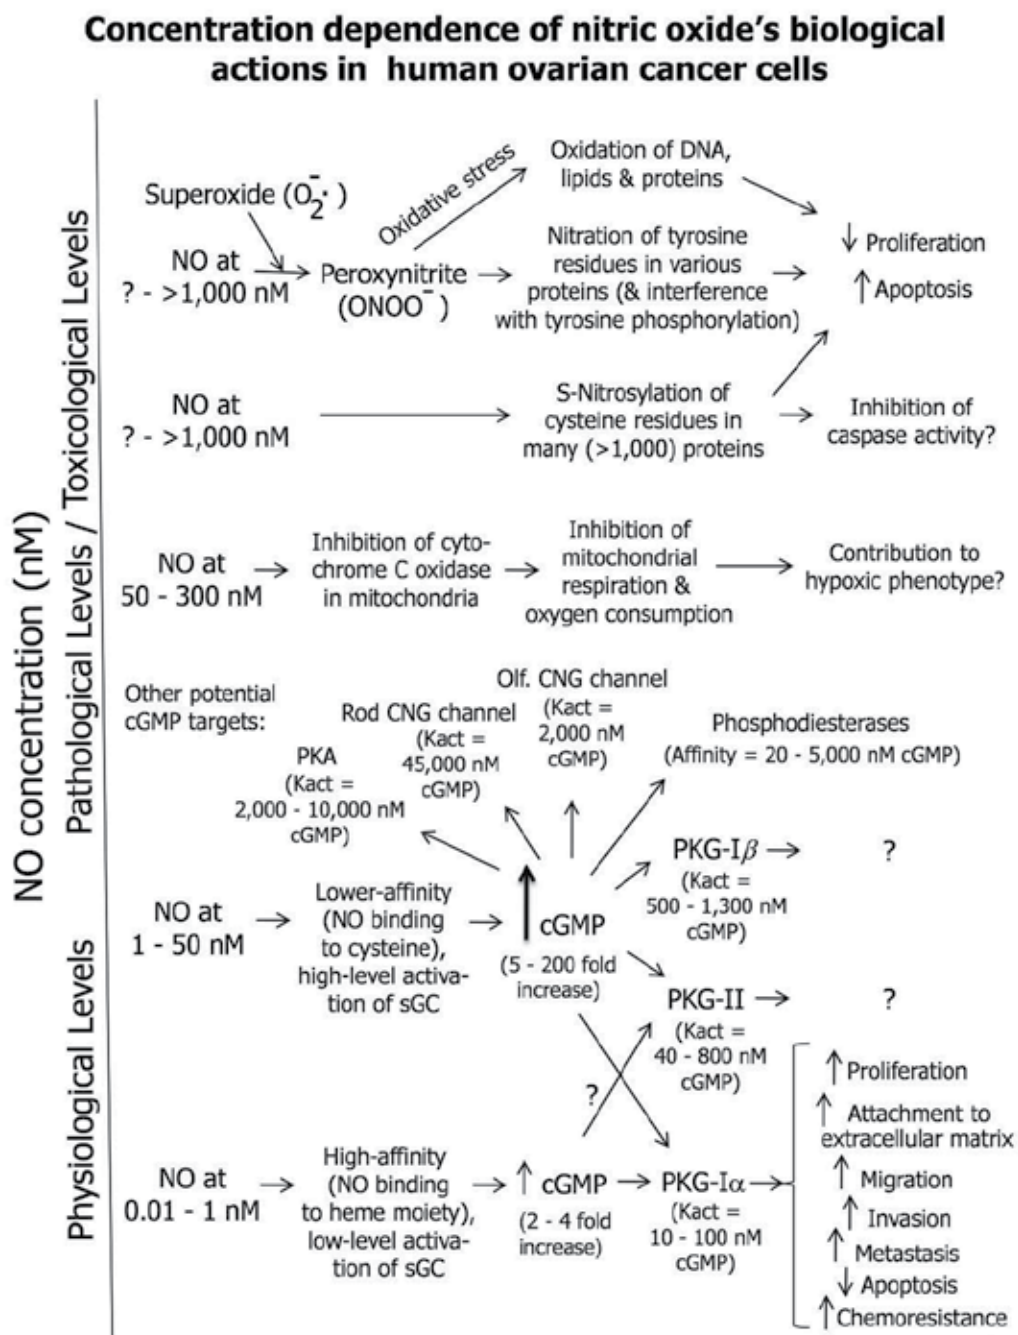 Concentration dependence of nitric oxide's biological
actions in human ovarian cancer cells
NO concentration (nM)
Pathological Levels / Toxicological Levels
Physiological Levels
Superoxide (O2-·)
NO at
? - >1,000 nM
Peroxynitrite
(ONOO-)
Oxidative stress
Oxidation of DNA,
lipids & proteins
Nitration of tyrosine
residues in various
proteins (& interference
with tyrosine phosphorylation)
↓ Proliferation
↑ Apoptosis
NO at
? - >1,000 nM
S-Nitrosylation of
cysteine residues in
many (>1,000) proteins
Inhibition of
caspase activity?
NO at
50 - 300 nM
Inhibition of cyto-
chrome C oxidase
in mitochondria
Inhibition of
mitochondrial
respiration &
oxygen consumption
Contribution to
hypoxic phenotype?
Other potential
cGMP targets:
PKA
(Kact =
2,000 - 10,000 nM
cGMP)
Rod CNG channel
(Kact =
45,000 nM
cGMP)
Olf. CNG channel
(Kact =
2,000 nM
cGMP)
Phosphodiesterases
(Affinity = 20 - 5,000 nM cGMP)
NO at
1 - 50 nM
Lower-affinity
(NO binding
to cysteine),
high-level activa-
tion of sGC
↑ cGMP
(5 - 200 fold
increase)
PKG-Iβ
(Kact =
500 - 1,300 nM
cGMP)
?
PKG-II
(Kact =
40 - 800 nM
cGMP)
?
?
NO at
0.01 - 1 nM
High-affinity
(NO binding
to heme moiety),
low-level activa-
tion of sGC
↑ cGMP
(2 - 4 fold
increase)
PKG-Iα
(Kact =
10 - 100 nM
cGMP)
↑ Proliferation
↑ Attachment to
extracellular matrix
↑ Migration
↑ Invasion
↑ Metastasis
↓ Apoptosis
↑ Chemoresistance